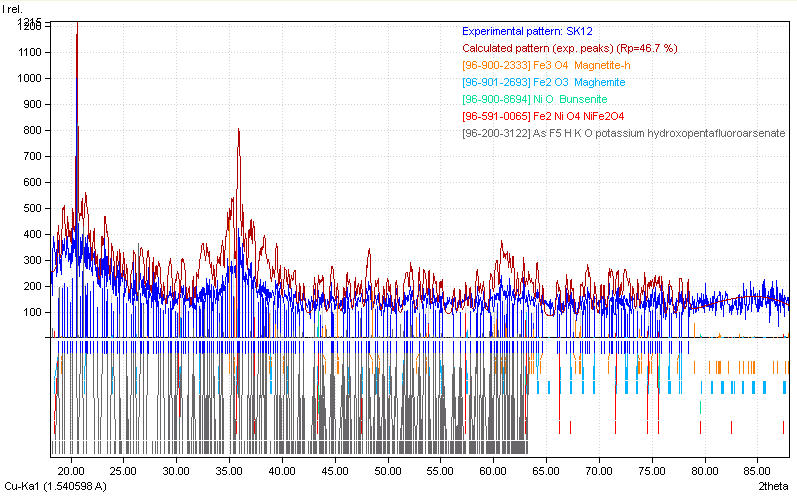 I rel.
1215
1200
1100
1000
900
800
700
600
500
400
300
200
100
Experimental pattern: SK12
Calculated pattern (exp. peaks) (Rp=46.7 %)
[96-900-2333] Fe3 O4 Magnetite-h
[96-901-2693] Fe2 O3 Maghemite
[96-900-8694] Ni O Bunsenite
[96-591-0065] Fe2 Ni O4 NiFe2O4
[96-200-3122] As F5 H K O potassium hydroxopentafluoroarsenate
20.00 25.00 30.00 35.00 40.00 45.00 50.00 55.00 60.00 65.00 70.00 75.00 80.00 85.00
Cu-Ka1 (1.540598 A) 2theta